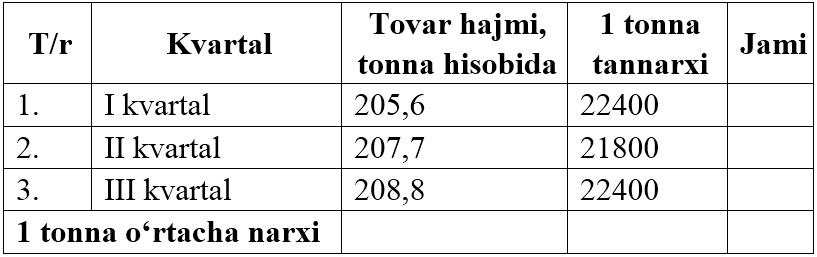 T/r Kvartal Tovar hajmi, tonna hisobida 1 tonna tannarxi Jami
1. I kvartal 205,6 22400
2. II kvartal 207,7 21800
3. III kvartal 208,8 22400
1 tonna o‘rtacha narxi